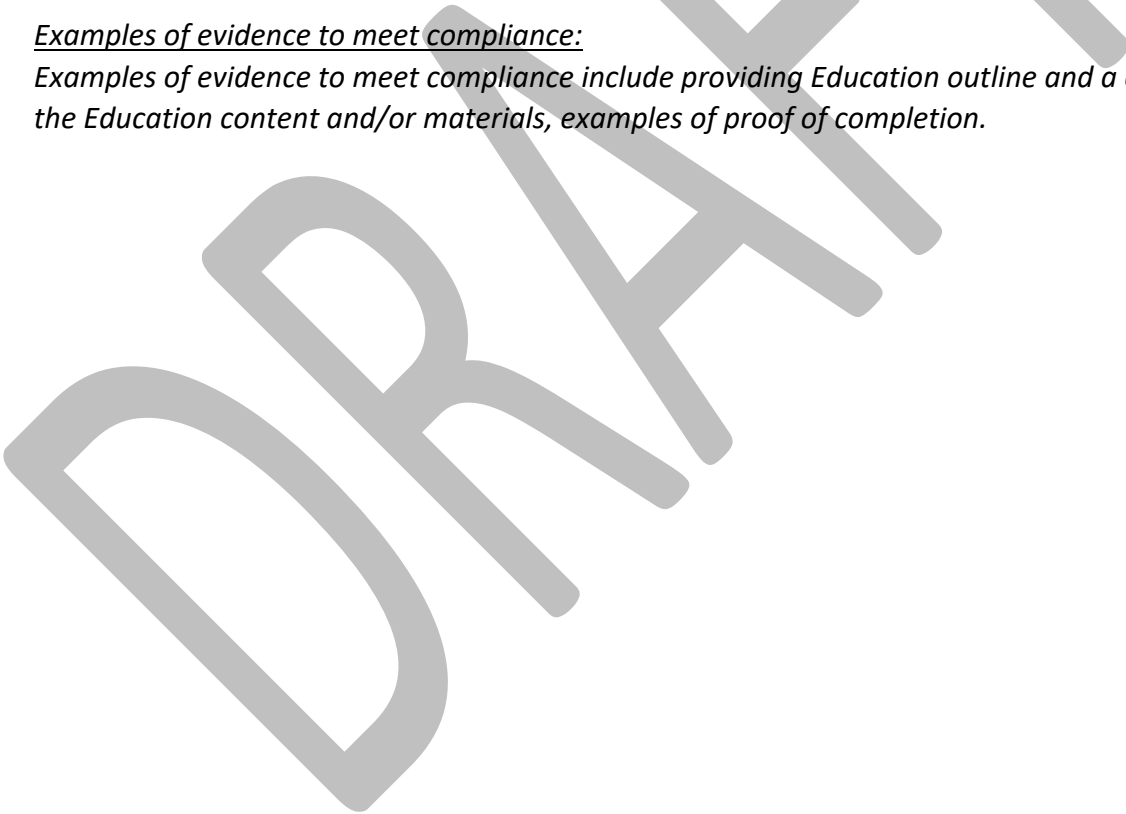 Examples of evidence to meet compliance:
Examples of evidence to meet compliance include providing Education outline and a
the Education content and/or materials, examples of proof of completion.
DRAF